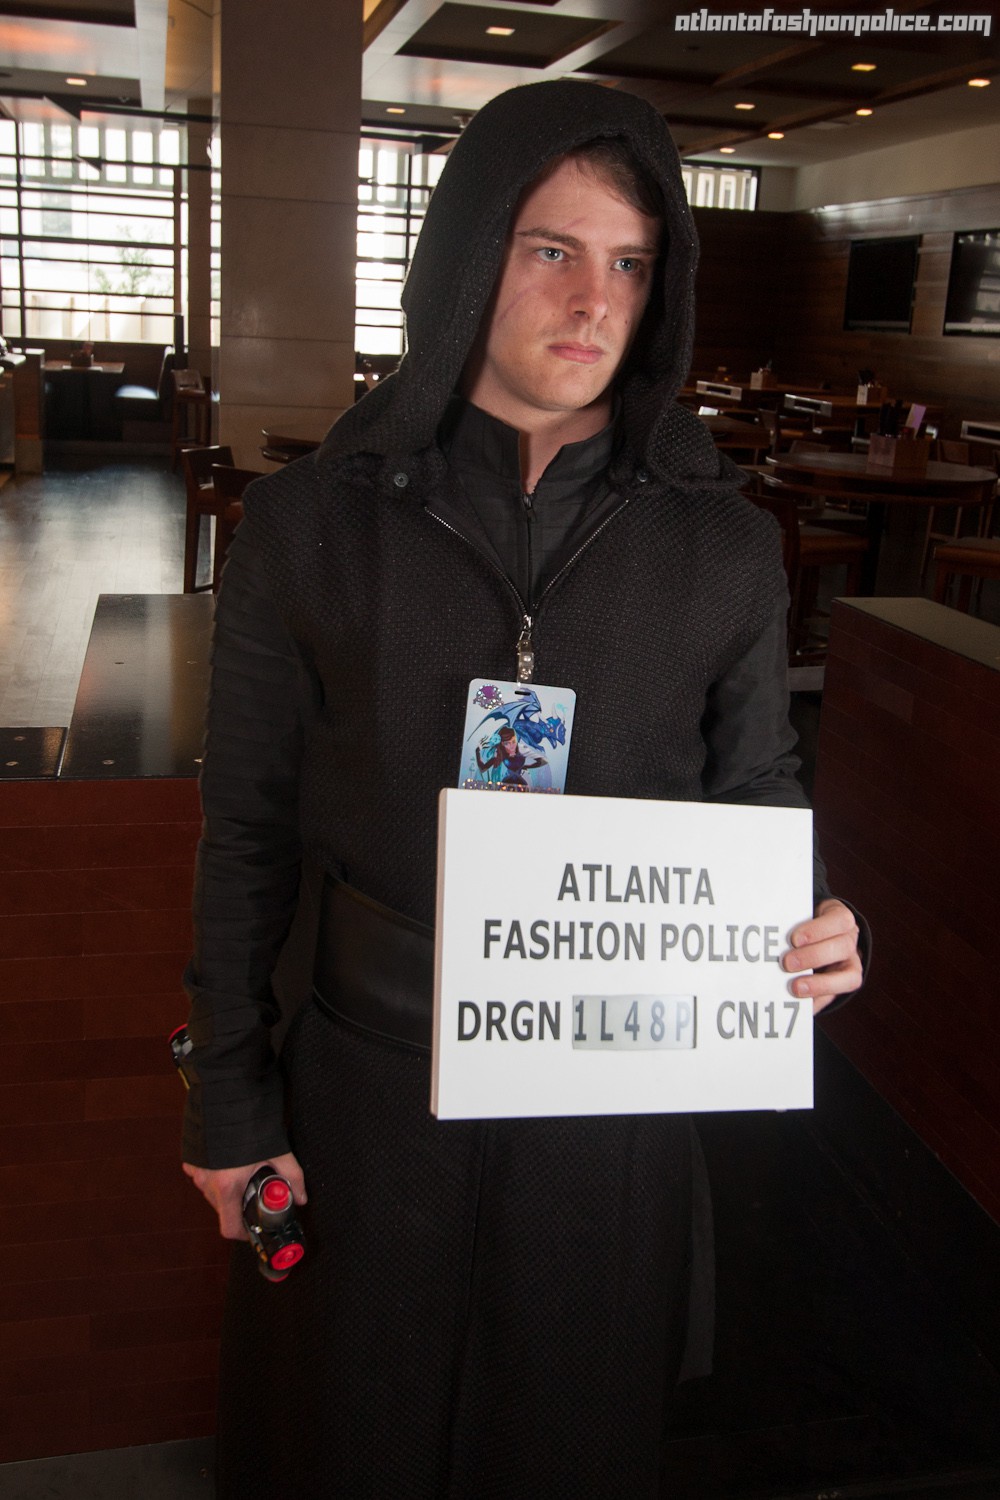 atlantafashionpolice.com
ATLANTA
FASHION POLICE
DRGN 1L48P CN17